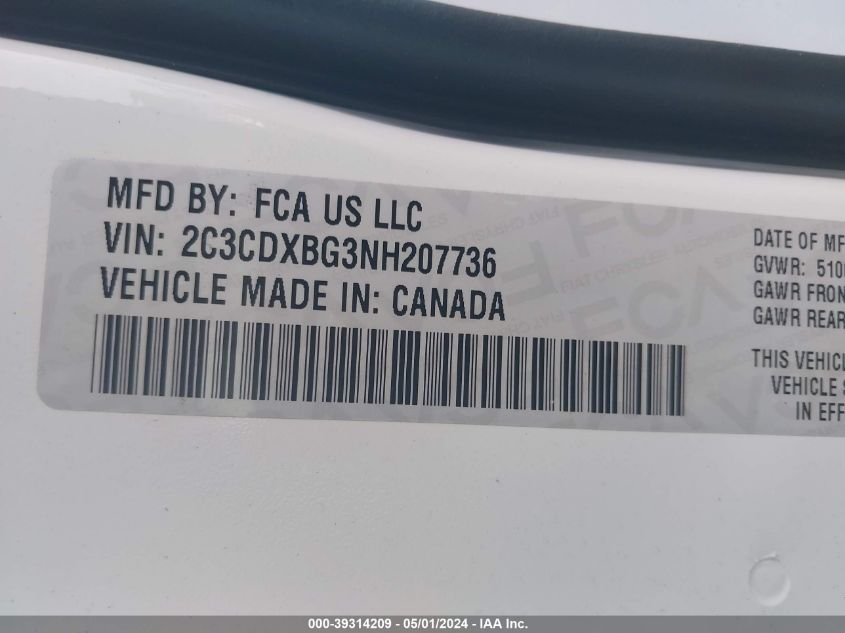 MFD BY: FCA US LLC
VIN: 2C3CDXBG3NH207736
VEHICLE MADE IN: CANADA
DATE OF MF
GVWR: 510
GAWR FRON
GAWR REAR
THIS VEHICL
VEHICLE S
IN EFF
000-39314209 - 05/01/2024 - IAA Inc.